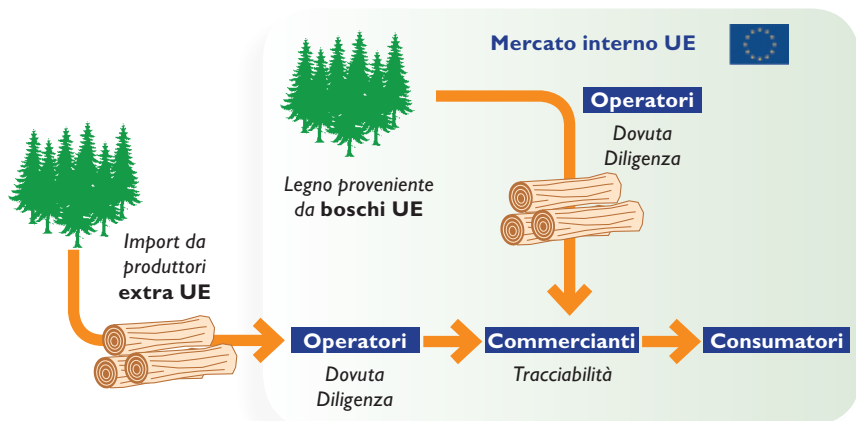 Mercato interno UE
Operatori
Dovuta
Diligenza
Legno proveniente
da boschi UE
Import da
produttori
extra UE
Operatori
Dovuta
Diligenza
Commercianti
Tracciabilità
Consumatori